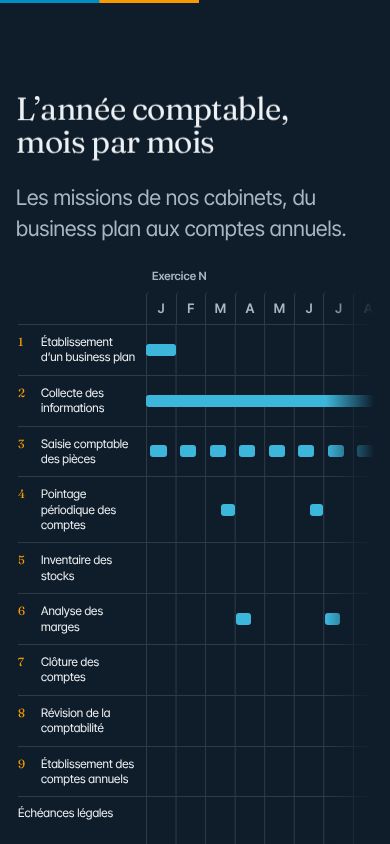 L’année comptable,
mois par mois
Les missions de nos cabinets, du
business plan aux comptes annuels.
Exercice N
J F M A M J J A
1 Établissement
d’un business plan
2 Collecte des
informations
3 Saisie comptable
des pièces
4 Pointage
périodique des
comptes
5 Inventaire des
stocks
6 Analyse des
marges
7 Clôture des
comptes
8 Révision de la
comptabilité
9 Établissement des
comptes annuels
Échéances légales